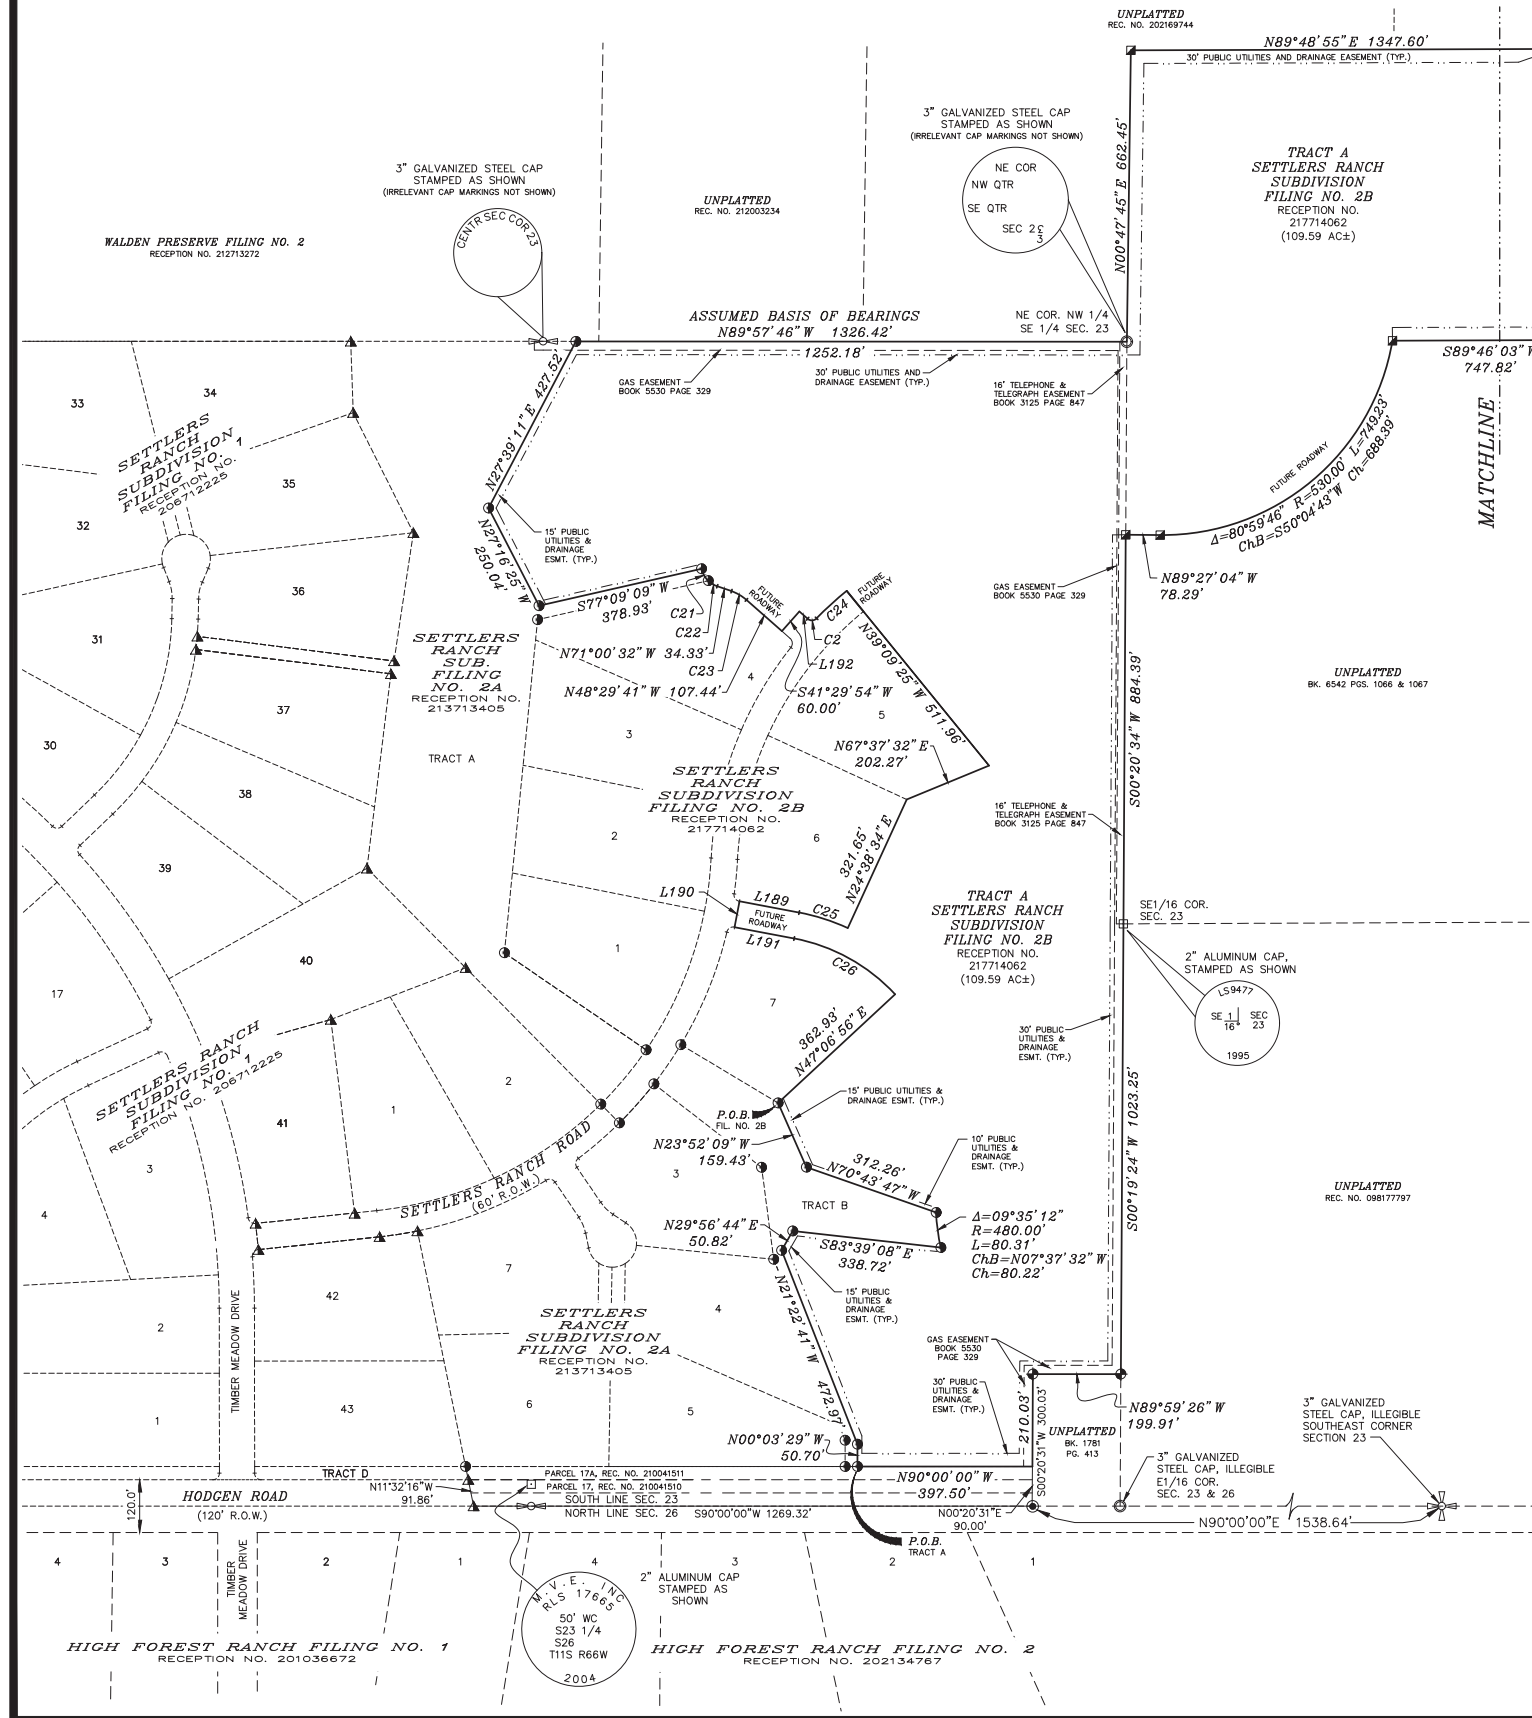 UNPLATTED
REC. NO. 202169744
N89°48'55"E 1347.60'
30' PUBLIC UTILITIES AND DRAINAGE EASEMENT (TYP.)
3" GALVANIZED STEEL CAP
STAMPED AS SHOWN
(IRRELEVANT CAP MARKINGS NOT SHOWN)
NE COR
NW QTR
SE QTR
SEC 2
3
N00°47'45"E 662.45'
TRACT A
SETTLERS RANCH
SUBDIVISION
FILING NO. 2B
RECEPTION NO.
217714062
(109.59 AC±)
3" GALVANIZED STEEL CAP
STAMPED AS SHOWN
(IRRELEVANT CAP MARKINGS NOT SHOWN)
CENTR SEC COR 23
UNPLATTED
REC. NO. 212003234
WALDEN PRESERVE FILING NO. 2
RECEPTION NO. 212713272
ASSUMED BASIS OF BEARINGS
N89°57'46"W 1326.42'
1252.18'
NE COR. NW 1/4
SE 1/4 SEC. 23
S89°46'03"W
747.82'
GAS EASEMENT
BOOK 5530 PAGE 329
30' PUBLIC UTILITIES AND
DRAINAGE EASEMENT (TYP.)
16' TELEPHONE &
TELEGRAPH EASEMENT
BOOK 3125 PAGE 847
MATCHLINE
33
34
SETTLERS
RANCH
SUBDIVISION
FILING NO. 1
RECEPTION NO.
206712225
35
32
36
31
37
30
38
39
40
17
N27°39'11"E 427.52
N27°16'25"W
250.04'
15' PUBLIC
UTILITIES &
DRAINAGE
ESMT. (TYP.)
S77°09'09"W
378.93'
C21
C22
N71°00'32"W 34.33'
C23
N48°29'41"W 107.44'
FUTURE
ROADWAY
C24
FUTURE
ROADWAY
C2
L192
S41°29'54"W
60.00'
N39°09'25"W 511.96'
N67°37'32"E
202.27'
FUTURE ROADWAY
Δ=80°59'46" R=530.00' L=749.23'
ChB=S50°04'43"W Ch=688.39'
N89°27'04"W
78.29'
GAS EASEMENT
BOOK 5530 PAGE 329
SETTLERS
RANCH
SUB.
FILING
NO. 2A
RECEPTION NO.
213713405
TRACT A
4
5
3
SETTLERS
RANCH
SUBDIVISION
FILING NO. 2B
RECEPTION NO.
217714062
2
6
321.65'
N24°38'34"E
S00°20'34"W 884.39'
UNPLATTED
BK. 6542 PGS. 1066 & 1067
16' TELEPHONE &
TELEGRAPH EASEMENT
BOOK 3125 PAGE 847
L190
L189
C25
FUTURE
ROADWAY
L191
C26
1
7
TRACT A
SETTLERS RANCH
SUBDIVISION
FILING NO. 2B
RECEPTION NO.
217714062
(109.59 AC±)
SE1/16 COR.
SEC. 23
2" ALUMINUM CAP,
STAMPED AS SHOWN
LS9477
SE 1 SEC
16 23
1995
30' PUBLIC
UTILITIES &
DRAINAGE
ESMT. (TYP.)
362.93'
N47°06'56"E
SETTLERS RANCH
SUBDIVISION
FILING NO. 1
RECEPTION NO. 206712225
41
1
2
3
4
2
1
P.O.B.
FIL. NO. 2B
15' PUBLIC UTILITIES &
DRAINAGE ESMT. (TYP.)
N23°52'09"W
159.43'
10' PUBLIC
UTILITIES &
DRAINAGE
ESMT. (TYP.)
312.26'
N70°43'47"W
S00°19'24"W 1023.25'
UNPLATTED
REC. NO. 098177797
SETTLERS RANCH ROAD
(60' R.O.W.)
3
TRACT B
N29°56'44"E
50.82'
S83°39'08"E
338.72'
Δ=09°35'12"
R=480.00'
L=80.31'
ChB=N07°37'32"W
Ch=80.22'
7
4
15' PUBLIC
UTILITIES &
DRAINAGE
ESMT. (TYP.)
N21°22'41"W 472.97'
42
TIMBER MEADOW DRIVE
SETTLERS
RANCH
SUBDIVISION
FILING NO. 2A
RECEPTION NO.
213713405
GAS EASEMENT
BOOK 5530
PAGE 329
30' PUBLIC
UTILITIES &
DRAINAGE
ESMT. (TYP.)
43
6
5
210.03'
S00°20'31"W 300.03'
UNPLATTED
BK. 1781
PG. 413
N89°59'26"W
199.91'
3" GALVANIZED
STEEL CAP, ILLEGIBLE
SOUTHEAST CORNER
SECTION 23
3" GALVANIZED
STEEL CAP, ILLEGIBLE
E1/16 COR.
SEC. 23 & 26
N00°03'29"W
50.70'
TRACT D
N11°32'16"W
91.86'
PARCEL 17A, REC. NO. 210041511
PARCEL 17, REC. NO. 210041510
SOUTH LINE SEC. 23
NORTH LINE SEC. 26
S90°00'00"W 1269.32'
N90°00'00"W
397.50'
N00°20'31"E
90.00'
N90°00'00"E 1538.64'
120.0'
HODGEN ROAD
(120' R.O.W.)
P.O.B.
TRACT A
4
3
TIMBER
MEADOW DRIVE
2
1
4
3
2
1
2" ALUMINUM CAP
STAMPED AS
SHOWN
M.V.E. INC
RLS 17665
50' WC
S23 1/4
S26
T11S R66W
2004
HIGH FOREST RANCH FILING NO. 1
RECEPTION NO. 201036672
HIGH FOREST RANCH FILING NO. 2
RECEPTION NO. 202134767